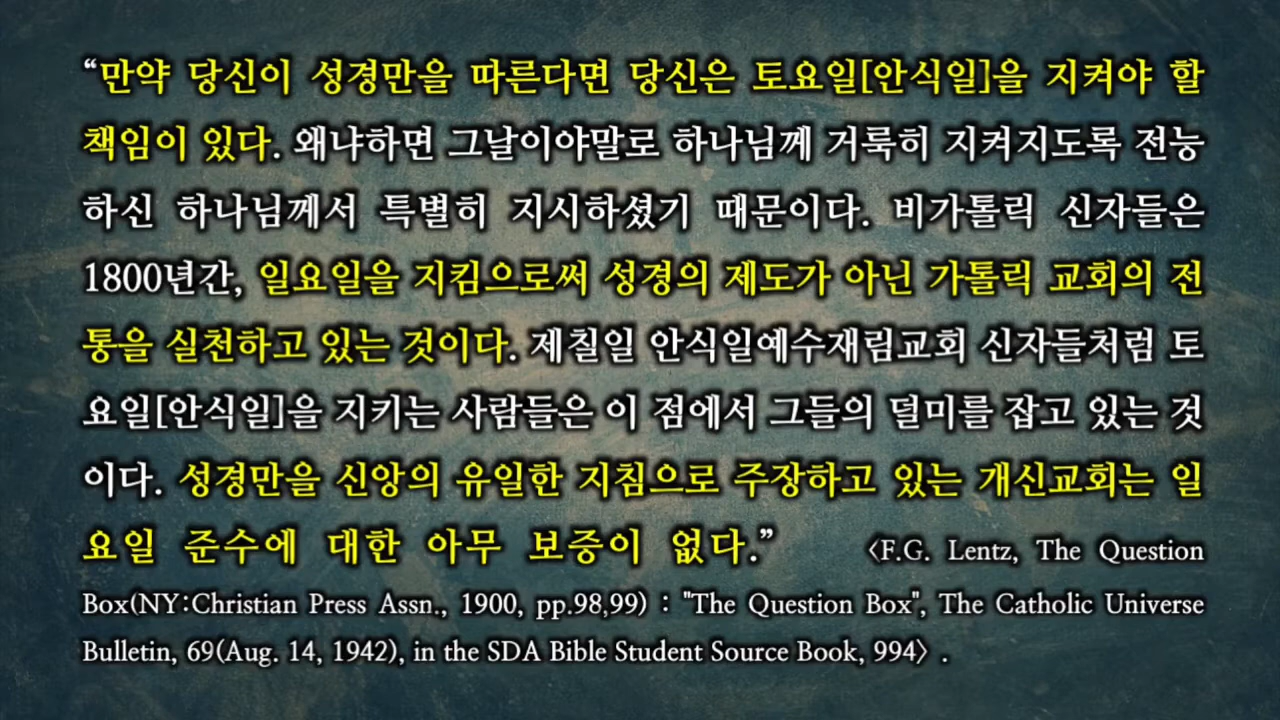 “만약 당신이 성경만을 따른다면 당신은 토요일[안식일]을 지켜야 할
책임이 있다. 왜냐하면 그날이야말로 하나님께 거룩히 지켜지도록 전능
하신 하나님께서 특별히 지시하셨기 때문이다. 비가톨릭 신자들은
1800년간, 일요일을 지킴으로써 성경의 제도가 아닌 가톨릭 교회의 전
통을 실천하고 있는 것이다. 제칠일 안식일예수재림교회 신자들처럼 토
요일[안식일]을 지키는 사람들은 이 점에서 그들의 덜미를 잡고 있는 것
이다. 성경만을 신앙의 유일한 지침으로 주장하고 있는 개신교회는 일
요일 준수에 대한 아무 보증이 없다.” 〈F.G. Lentz, The Question
Box(NY:Christian Press Assn., 1900, pp.98,99) : "The Question Box", The Catholic Universe
Bulletin, 69(Aug. 14, 1942), in the SDA Bible Student Source Book, 994〉.